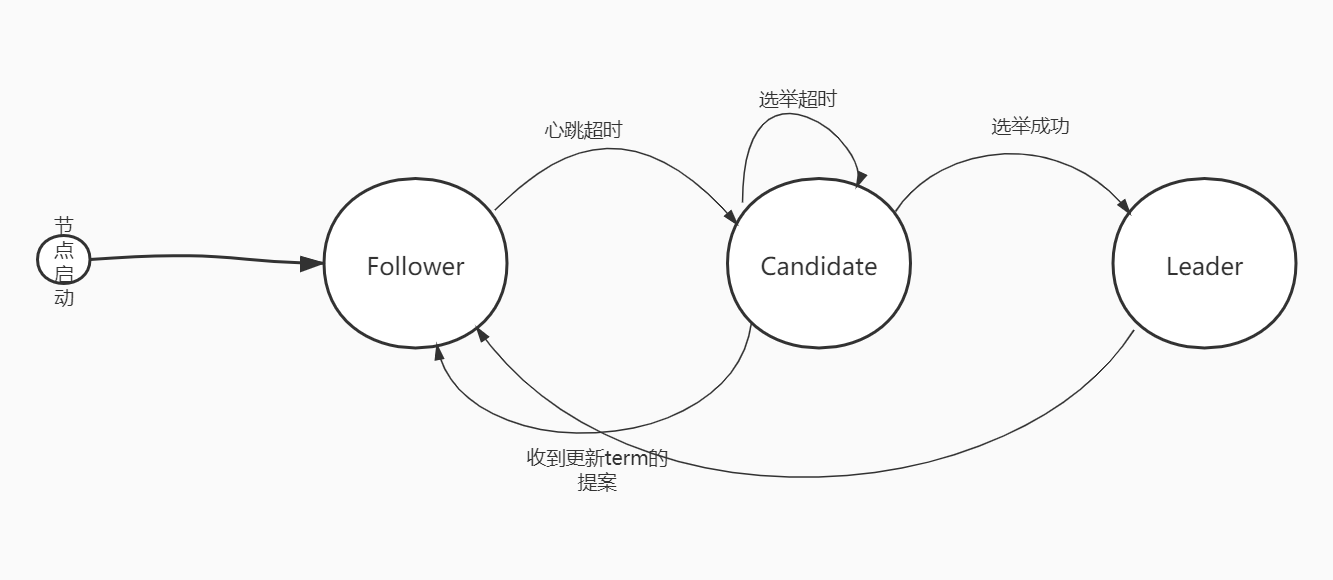 选举超时
选举成功
心跳超时
节
点
启
动
Follower
Candidate
Leader
收到更新term的
提案